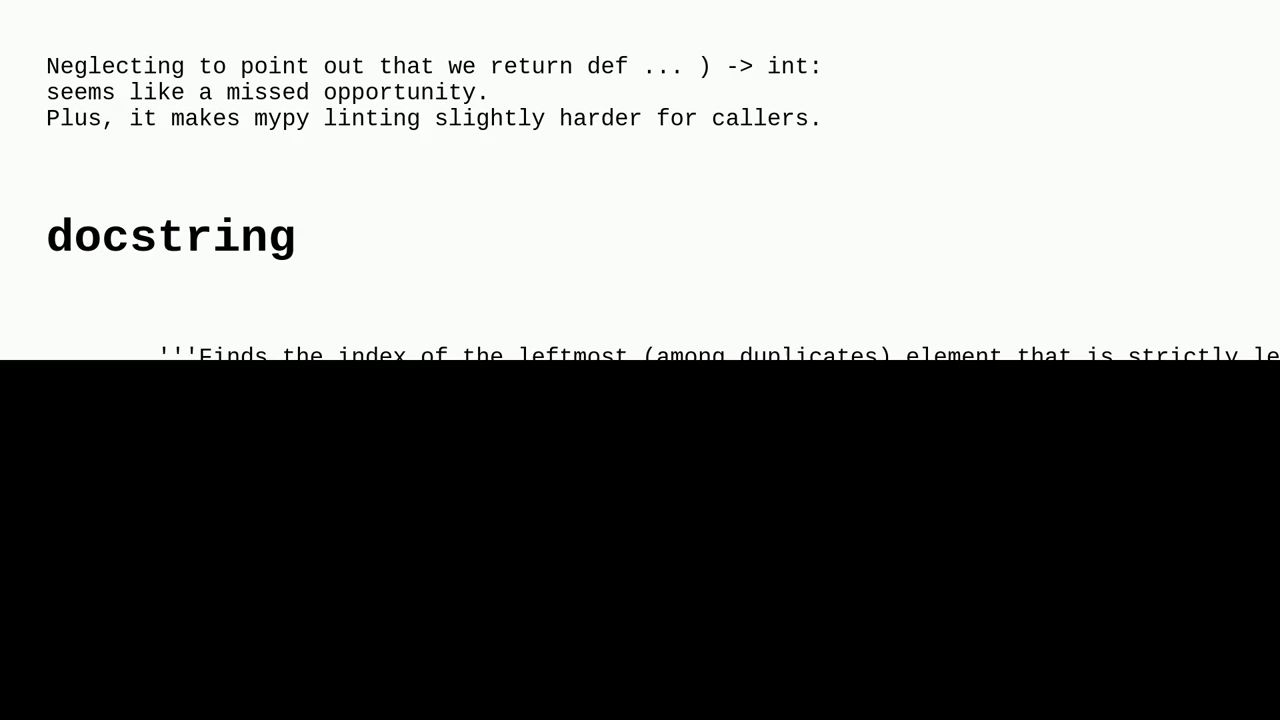 Neglecting to point out that we return def ... ) -> int:
seems like a missed opportunity.
Plus, it makes mypy linting slightly harder for callers.
docstring
'''Finds the index of the leftmost (among duplicates) element that is strictly